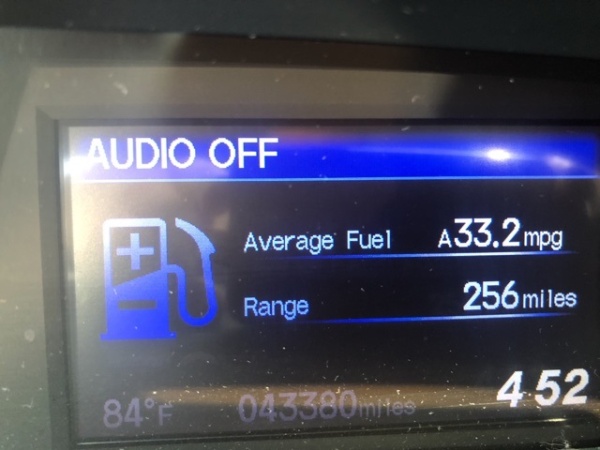 AUDIO OFF
Average Fuel A33.2mpg
Range 256miles
4 52
84°F 043380miles